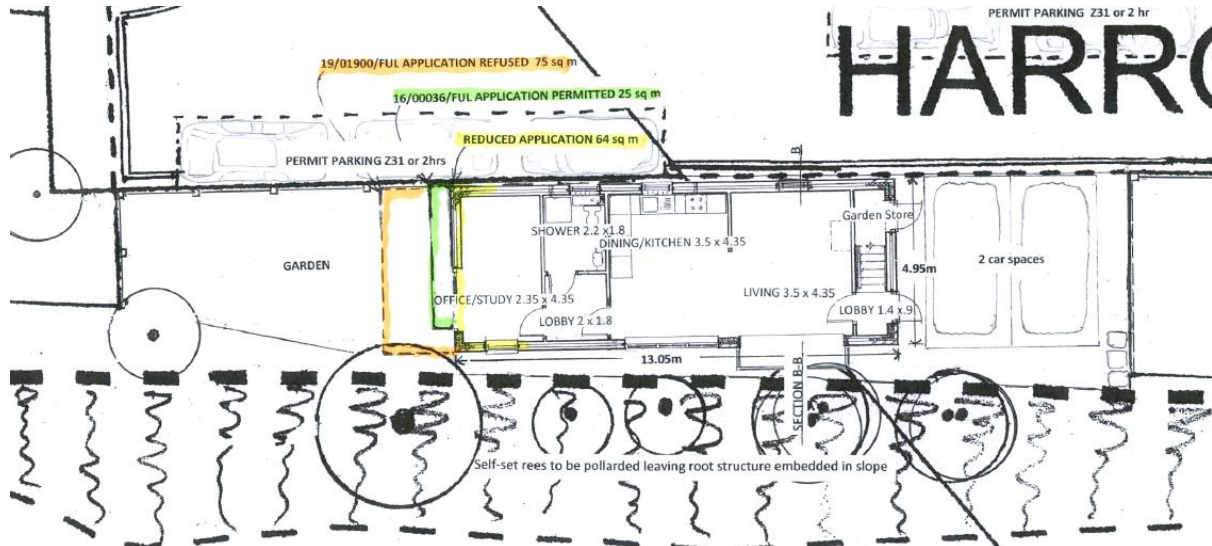 PERMIT PARKING Z31 or 2 hr
HARRO
19/01900/FUL APPLICATION REFUSED 75 sq m
16/00036/FUL APPLICATION PERMITTED 25 sq m
REDUCED APPLICATION 64 sq m
PERMIT PARKING Z31 or 2hrs
B
GARDEN
SHOWER 2.2 x1.8
DINING/KITCHEN 3.5 x 4.35
Garden Store
4.95m
2 car spaces
OFFICE/STUDY 2.35 x 4.35
LIVING 3.5 x 4.35
LOBBY 2 x 1.8
LOBBY 1.4 x.9
13.05m
SECTION B-B
Self-set rees to be pollarded leaving root structure embedded in slope